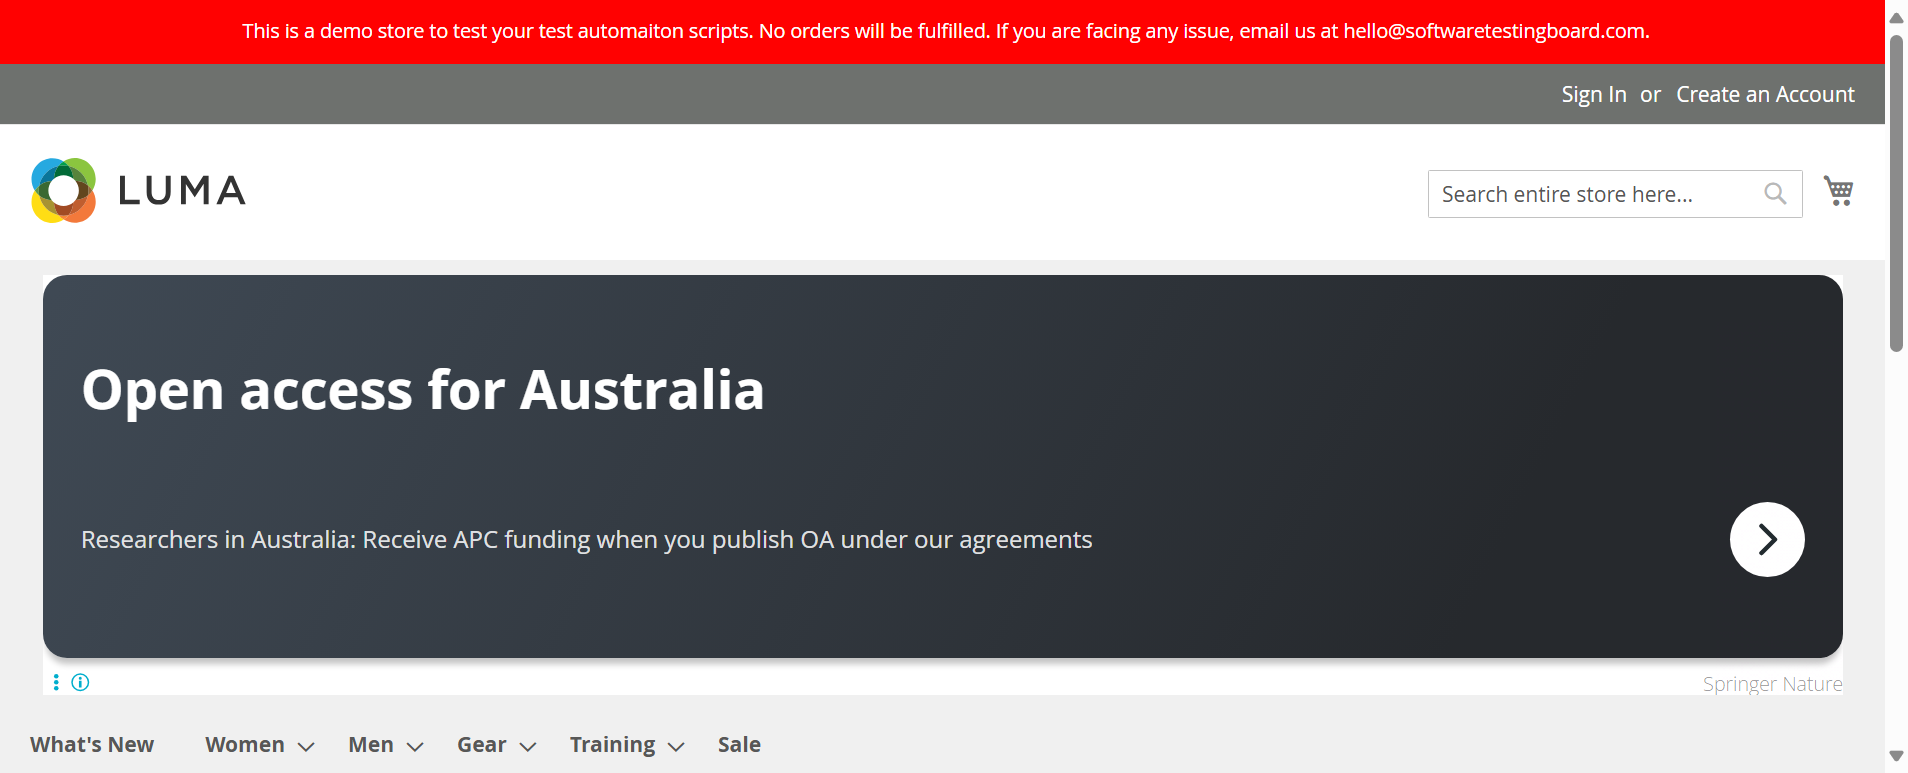 This is a demo store to test your test automaiton scripts. No orders will be fulfilled. If you are facing any issue, email us at hello@softwaretestingboard.com.
Sign In or Create an Account
LUMA
Search entire store here...
Open access for Australia
Researchers in Australia: Receive APC funding when you publish OA under our agreements
Springer Nature
What's New Women Men Gear Training Sale